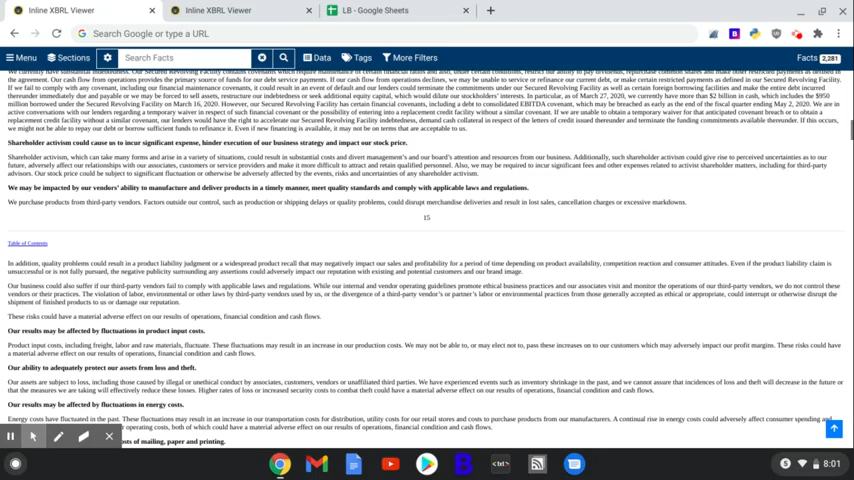 Inline XBRL Viewer
Inline XBRL Viewer
LB - Google Sheets
Search Google or type a URL
Menu
Sections
Search Facts
Data
Tags
More Filters
Facts 2,281
We currently have substantial indebtedness. Our Secured Revolving Facility contains covenants which require maintenance of certain financial ratios and also, under certain conditions, restrict our ability to pay dividends, repurchase common shares and make other restricted payments as defined in
the agreement. Our cash flow from operations provides the primary source of funds for our debt service payments. If our cash flow from operations declines, we may be unable to service or refinance our current debt, or make certain restricted payments as defined in our Secured Revolving Facility.
If we fail to comply with any covenant, including our financial maintenance covenants, it could result in an event of default and our lenders could terminate the commitments under our Secured Revolving Facility as well as certain foreign borrowing facilities and make the entire debt incurred
thereunder immediately due and payable or we may be forced to sell assets, restructure our indebtedness or seek additional equity capital, which would dilute our stockholders' interests. In particular, as of March 27, 2020, we currently have more than $2 billion in cash, which includes the $950
million borrowed under the Secured Revolving Facility on March 16, 2020. However, our Secured Revolving Facility has certain financial covenants, including a debt to consolidated EBITDA covenant, which may be breached as early as the end of the fiscal quarter ending May 2, 2020. We are in
active conversations with our lenders regarding a temporary waiver in respect of such financial covenant or the possibility of entering into a replacement credit facility without a similar covenant. If we are unable to obtain a temporary waiver for that anticipated covenant breach or to obtain a
replacement credit facility without a similar covenant, our lenders would have the right to accelerate our Secured Revolving Facility indebtedness, demand cash collateral in respect of the letters of credit issued thereunder and terminate the funding commitments available thereunder. If this occurs,
we might not be able to repay our debt or borrow sufficient funds to refinance it. Even if new financing is available, it may not be on terms that are acceptable to us.
Shareholder activism could cause us to incur significant expense, hinder execution of our business strategy and impact our stock price.
Shareholder activism, which can take many forms and arise in a variety of situations, could result in substantial costs and divert management's and our board's attention and resources from our business. Additionally, such shareholder activism could give rise to perceived uncertainties as to our
future, adversely affect our relationships with our associates, customers or service providers and make it more difficult to attract and retain qualified personnel. Also, we may be required to incur significant fees and other expenses related to activist shareholder matters, including for third-party
advisors. Our stock price could be subject to significant fluctuation or otherwise be adversely affected by the events, risks and uncertainties of any shareholder activism.
We may be impacted by our vendors' ability to manufacture and deliver products in a timely manner, meet quality standards and comply with applicable laws and regulations.
We purchase products from third-party vendors. Factors outside our control, such as production or shipping delays or quality problems, could disrupt merchandise deliveries and result in lost sales, cancellation charges or excessive markdowns.
15
Table of Contents
In addition, quality problems could result in a product liability judgment or a widespread product recall that may negatively impact our sales and profitability for a period of time depending on product availability, competition reaction and consumer attitudes. Even if the product liability claim is
unsuccessful or is not fully pursued, the negative publicity surrounding any assertions could adversely impact our reputation with existing and potential customers and our brand image.
Our business could also suffer if our third-party vendors fail to comply with applicable laws and regulations. While our internal and vendor operating guidelines promote ethical business practices and our associates visit and monitor the operations of our third-party vendors, we do not control these
vendors or their practices. The violation of labor, environmental or other laws by third-party vendors used by us, or the divergence of a third-party vendor's or partner's labor or environmental practices from those generally accepted as ethical or appropriate, could interrupt or otherwise disrupt the
shipment of finished products to us or damage our reputation.
These risks could have a material adverse effect on our results of operations, financial condition and cash flows.
Our results may be affected by fluctuations in product input costs.
Product input costs, including freight, labor and raw materials, fluctuate. These fluctuations may result in an increase in our production costs. We may not be able to, or may elect not to, pass these increases on to our customers which may adversely impact our profit margins. These risks could have
a material adverse effect on our results of operations, financial condition and cash flows.
Our ability to adequately protect our assets from loss and theft.
Our assets are subject to loss, including those caused by illegal or unethical conduct by associates, customers, vendors or unaffiliated third parties. We have experienced events such as inventory shrinkage in the past, and we cannot assure that incidences of loss and theft will decrease in the future or
that the measures we are taking will effectively reduce these losses. Higher rates of loss or increased security costs to combat theft could have a material adverse effect on our results of operations, financial condition and cash flows.
Our results may be affected by fluctuations in energy costs.
Energy costs have fluctuated in the past. These fluctuations may result in an increase in our transportation costs for distribution, utility costs for our retail stores and costs to purchase products from our manufacturers. A continual rise in energy costs could adversely affect consumer spending and
operating costs, both of which could have a material adverse effect on our results of operations, financial condition and cash flows.
costs of mailing, paper and printing.
8:01